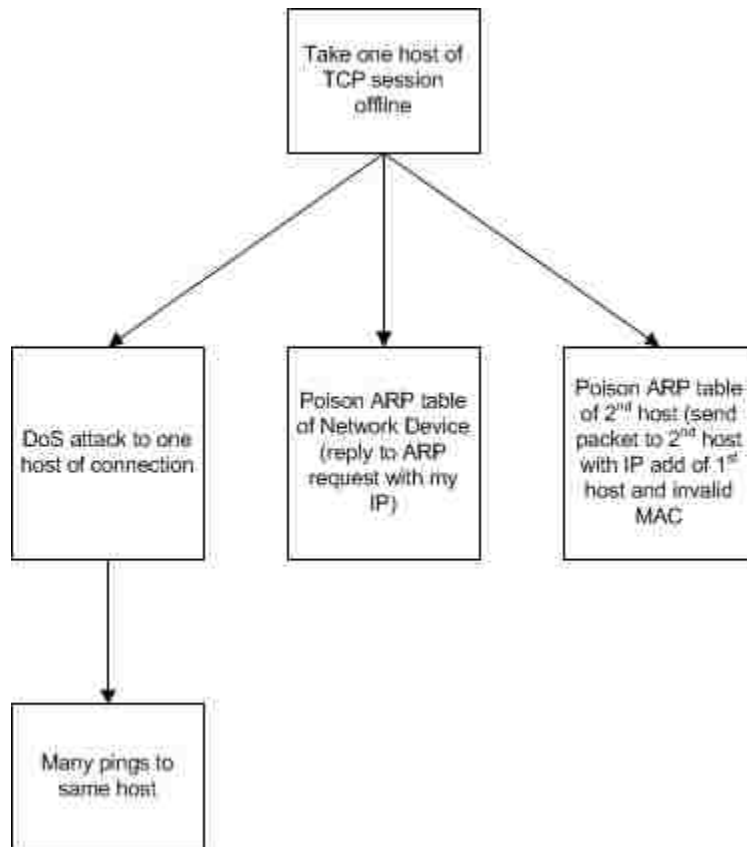 Take one host of
TCP session
offline
DoS attack to one
host of connection
Poison ARP table
of Network Device
(reply to ARP
request with my
IP)
Poison ARP table
of 2nd host (send
packet to 2nd host
with IP add of 1st
host and invalid
MAC
Many pings to
same host